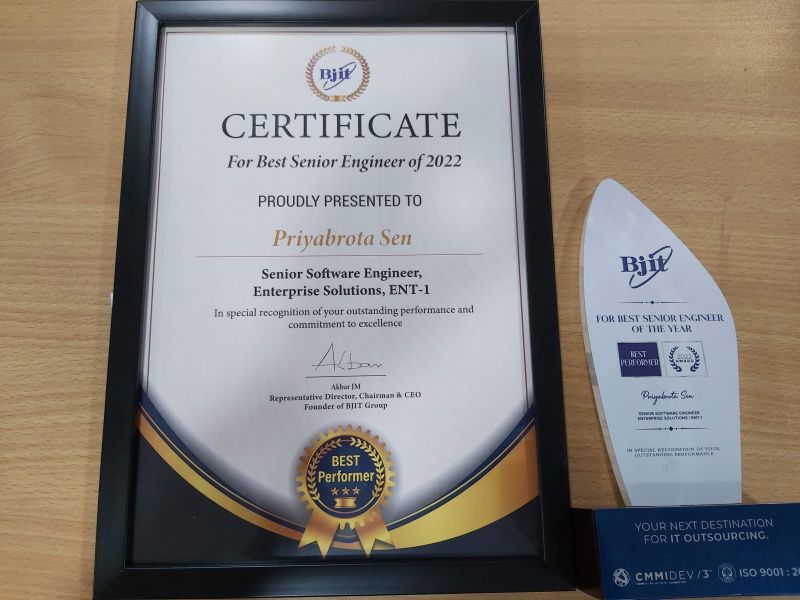 Bjit
CERTIFICATE
For Best Senior Engineer of 2022
PROUDLY PRESENTED TO
Priyabrota Sen
Senior Software Engineer,
Enterprise Solutions, ENT-1
In special recognition of your outstanding performance and
commitment to excellence
Akbar
Akbar JM
Representative Director, Chairman & CEO
Founder of BJIT Group
BEST
Performer
Bjit
FOR BEST SENIOR ENGINEER
OF THE YEAR
BEST
PERFORMER
2022
AWARD
Priyabrota Sen
SENIOR SOFTWARE ENGINEER
ENTERPRISE SOLUTIONS / ENT-1
IN SPECIAL RECOGNITION OF YOUR
OUTSTANDING PERFORMANCE
YOUR NEXT DESTINATION
FOR IT OUTSOURCING.
CMMIDEV/3
ISO 9001 : 20